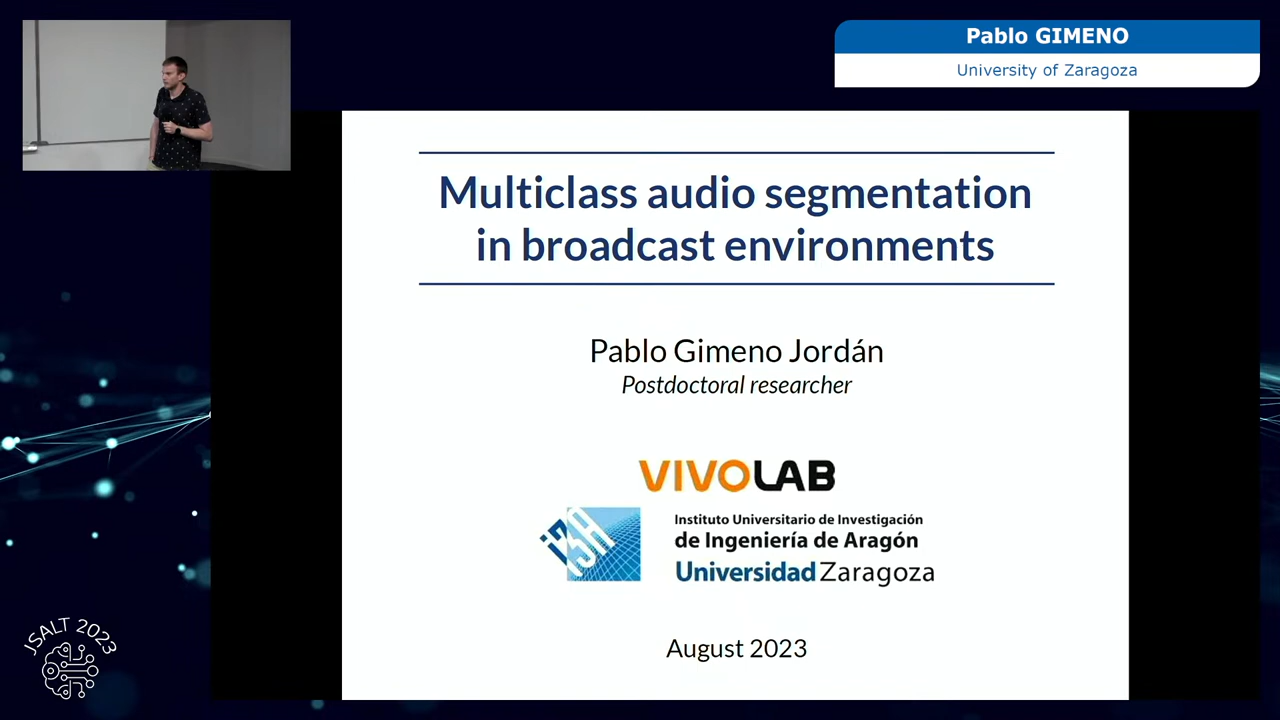 Pablo GIMENO
University of Zaragoza
Multiclass audio segmentation
in broadcast environments
Pablo Gimeno Jordán
Postdoctoral researcher
VIVOLAB
i3A
Instituto Universitario de Investigación
de Ingeniería de Aragón
Universidad Zaragoza
August 2023
JSALT 2023